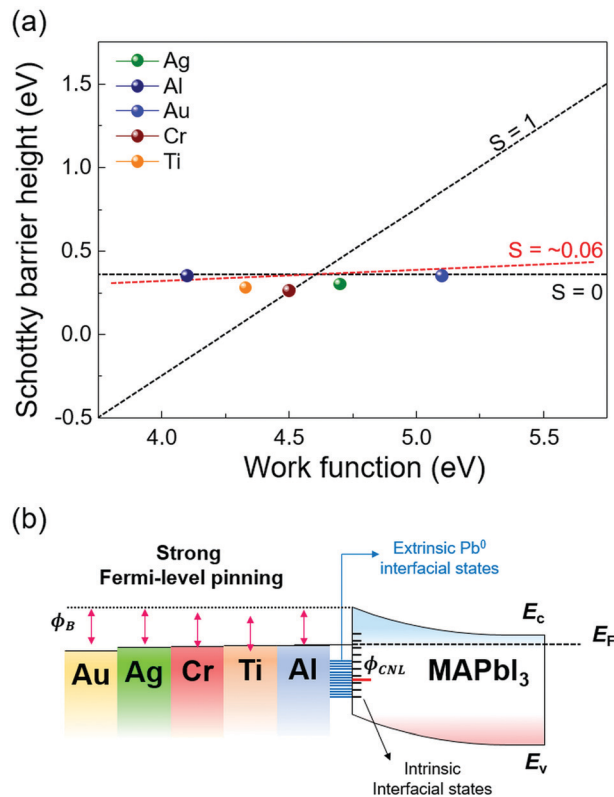 (a)
Schottky barrier height (eV)
1.5
1.0
0.5
0.0
-0.5
Ag
Al
Au
Cr
Ti
S = 1
S = ~0.06
S = 0
4.0 4.5 5.0 5.5
Work function (eV)
(b)
Strong
Fermi-level pinning
Extrinsic Pb⁰
interfacial states
ϕB
Ec
EF
Au Ag Cr Ti Al
ϕCNL
MAPbI₃
Intrinsic
Interfacial states
Ev